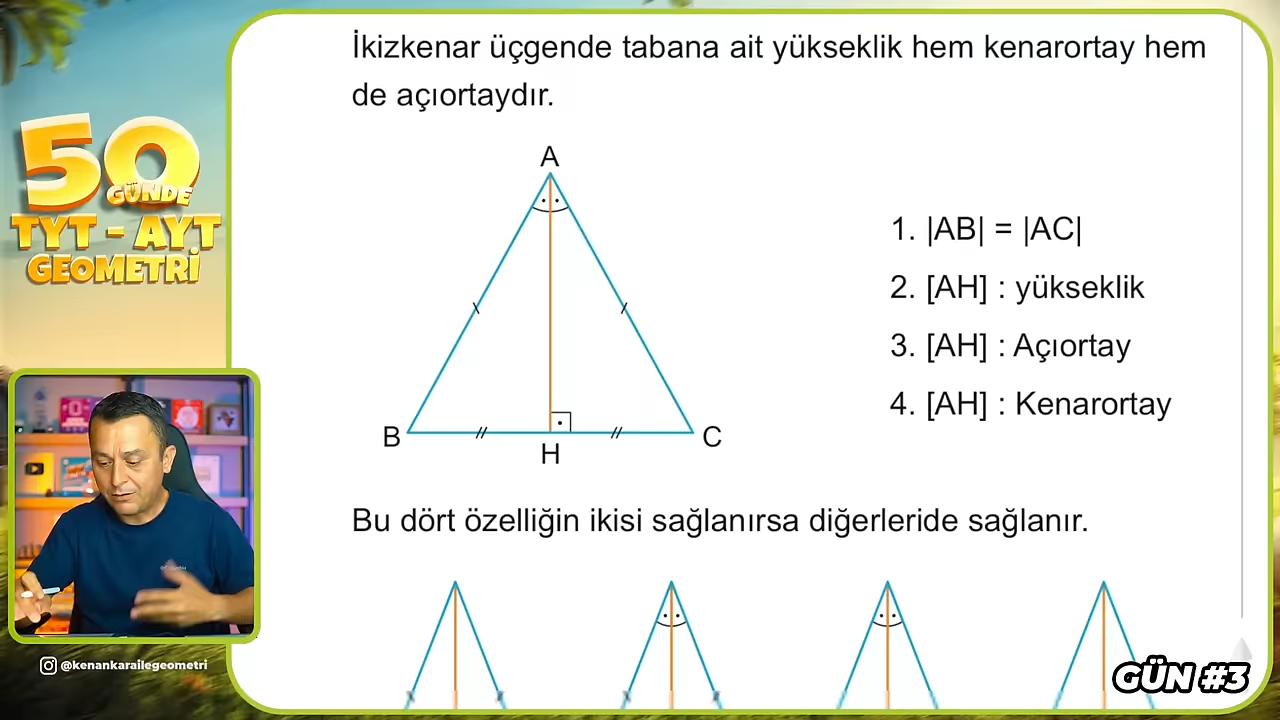 İkizkenar üçgende tabana ait yükseklik hem kenarortay hem
de açıortaydır.
A
B
H
C
1. |AB| = |AC|
2. [AH] : yükseklik
3. [AH] : Açıortay
4. [AH] : Kenarortay
Bu dört özelliğin ikisi sağlanırsa diğerleride sağlanır.
50
GÜNDE
TYT - AYT
GEOMETRİ
@kenankarailegeometri
GÜN #3